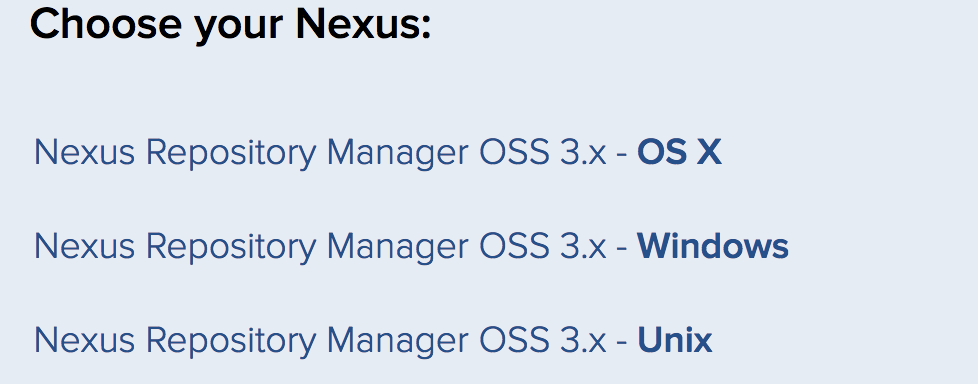 Choose your Nexus:
Nexus Repository Manager OSS 3.x - OS X
Nexus Repository Manager OSS 3.x - Windows
Nexus Repository Manager OSS 3.x - Unix